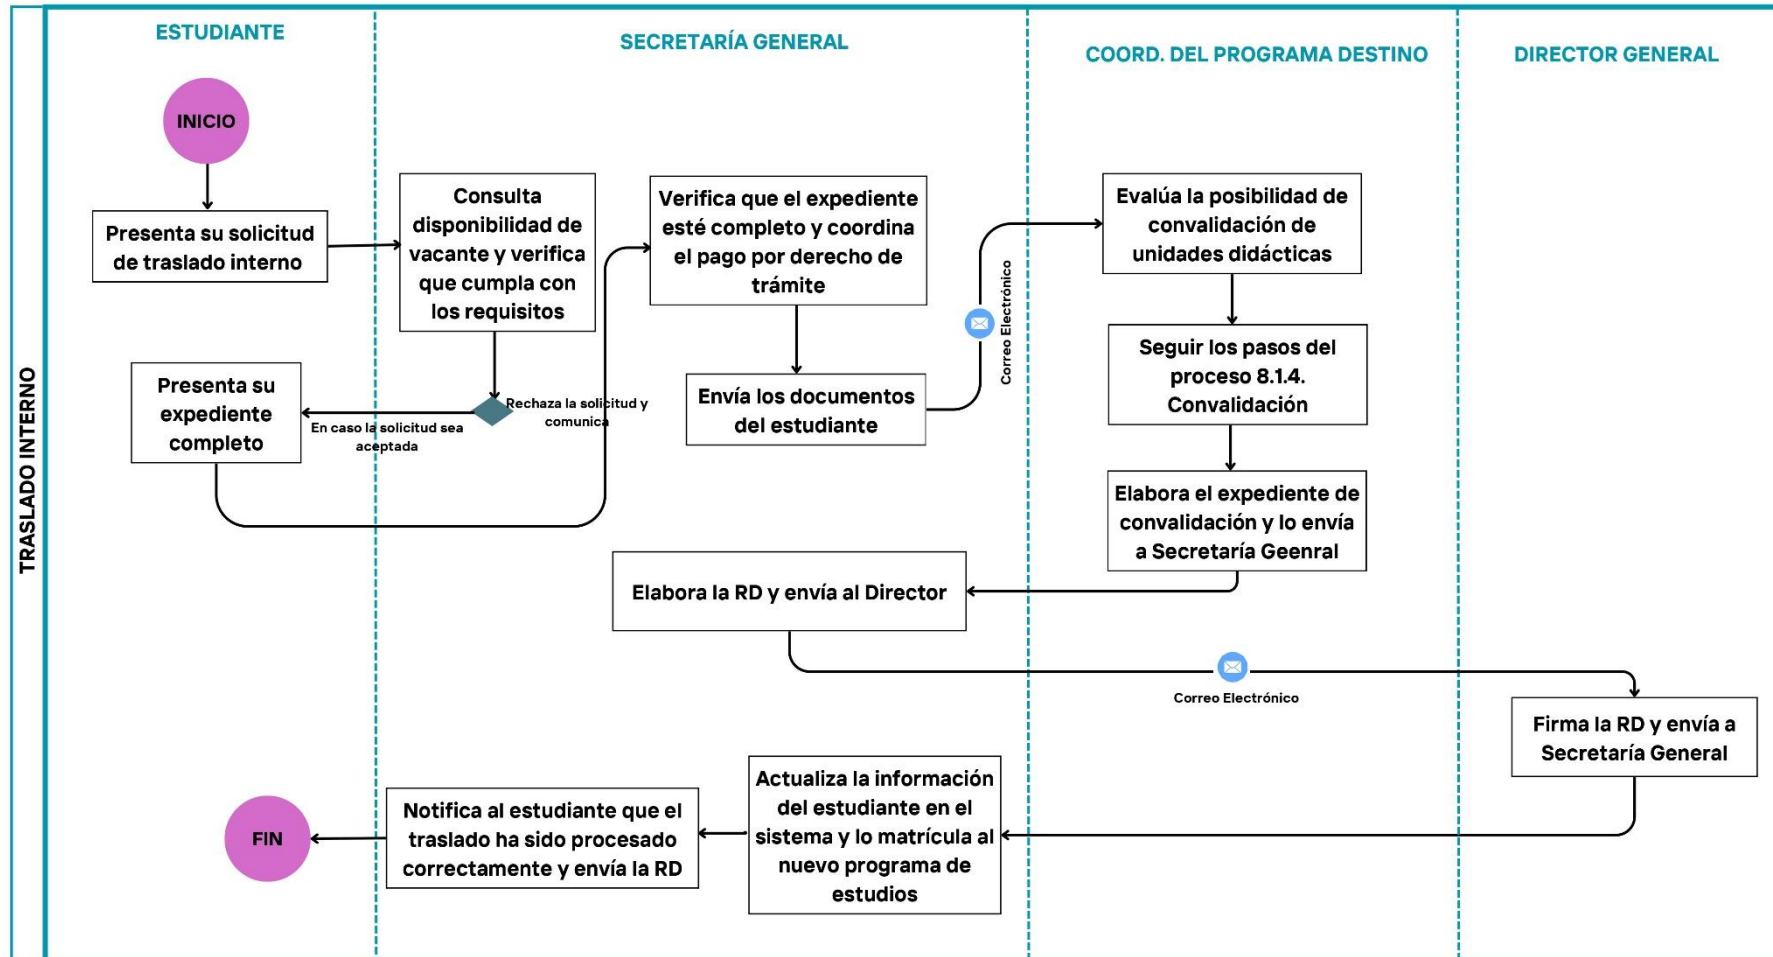 TRASLADO INTERNO
ESTUDIANTE
SECRETARÍA GENERAL
COORD. DEL PROGRAMA DESTINO
DIRECTOR GENERAL
INICIO
Presenta su solicitud
de traslado interno
Consulta
disponibilidad de
vacante y verifica
que cumpla con
los requisitos
Rechaza la solicitud y
comunica
En caso la solicitud sea
aceptada
Presenta su
expediente
completo
Verifica que el expediente
esté completo y coordina
el pago por derecho de
trámite
Envía los documentos
del estudiante
Correo Electrónico
Evalúa la posibilidad de
convalidación de
unidades didácticas
Seguir los pasos del
proceso 8.1.4.
Convalidación
Elabora el expediente de
convalidación y lo envía
a Secretaría Geenral
Elabora la RD y envía al Director
Correo Electrónico
Firma la RD y envía a
Secretaría General
Actualiza la información
del estudiante en el
sistema y lo matrícula al
nuevo programa de
estudios
Notifica al estudiante que el
traslado ha sido procesado
correctamente y envía la RD
FIN